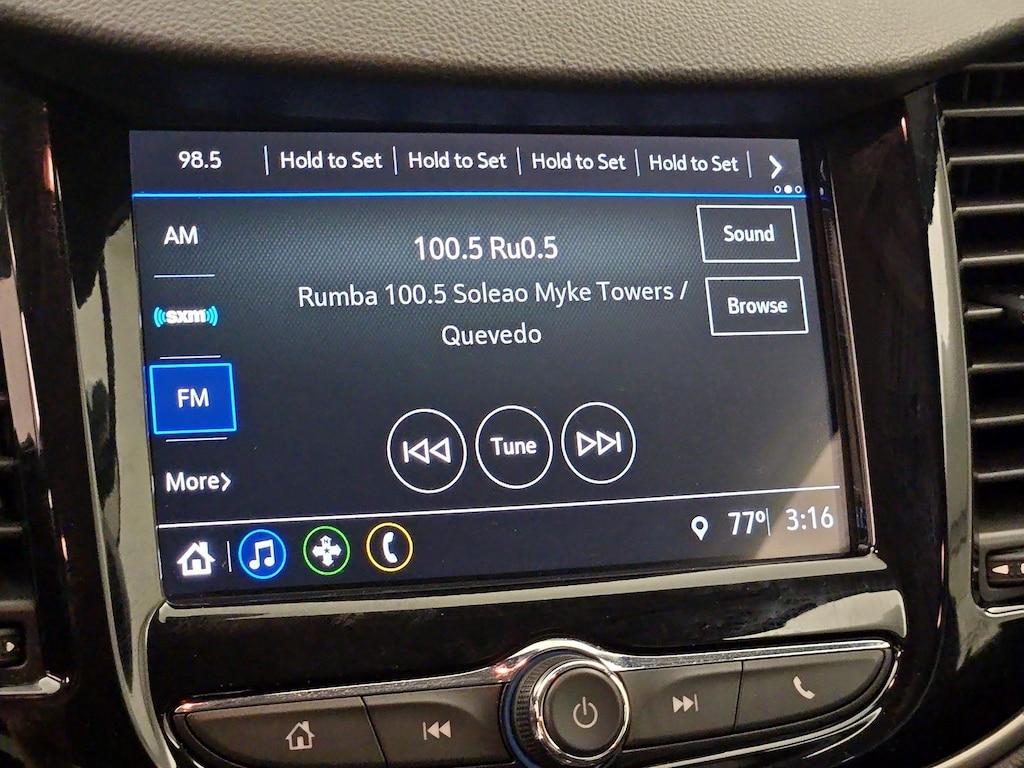 98.5 Hold to Set Hold to Set Hold to Set Hold to Set
AM
100.5 Ru0.5
Sound
Rumba 100.5 Soleao Myke Towers /
Quevedo
Browse
sxm
FM
Tune
More
N
77° 3:16